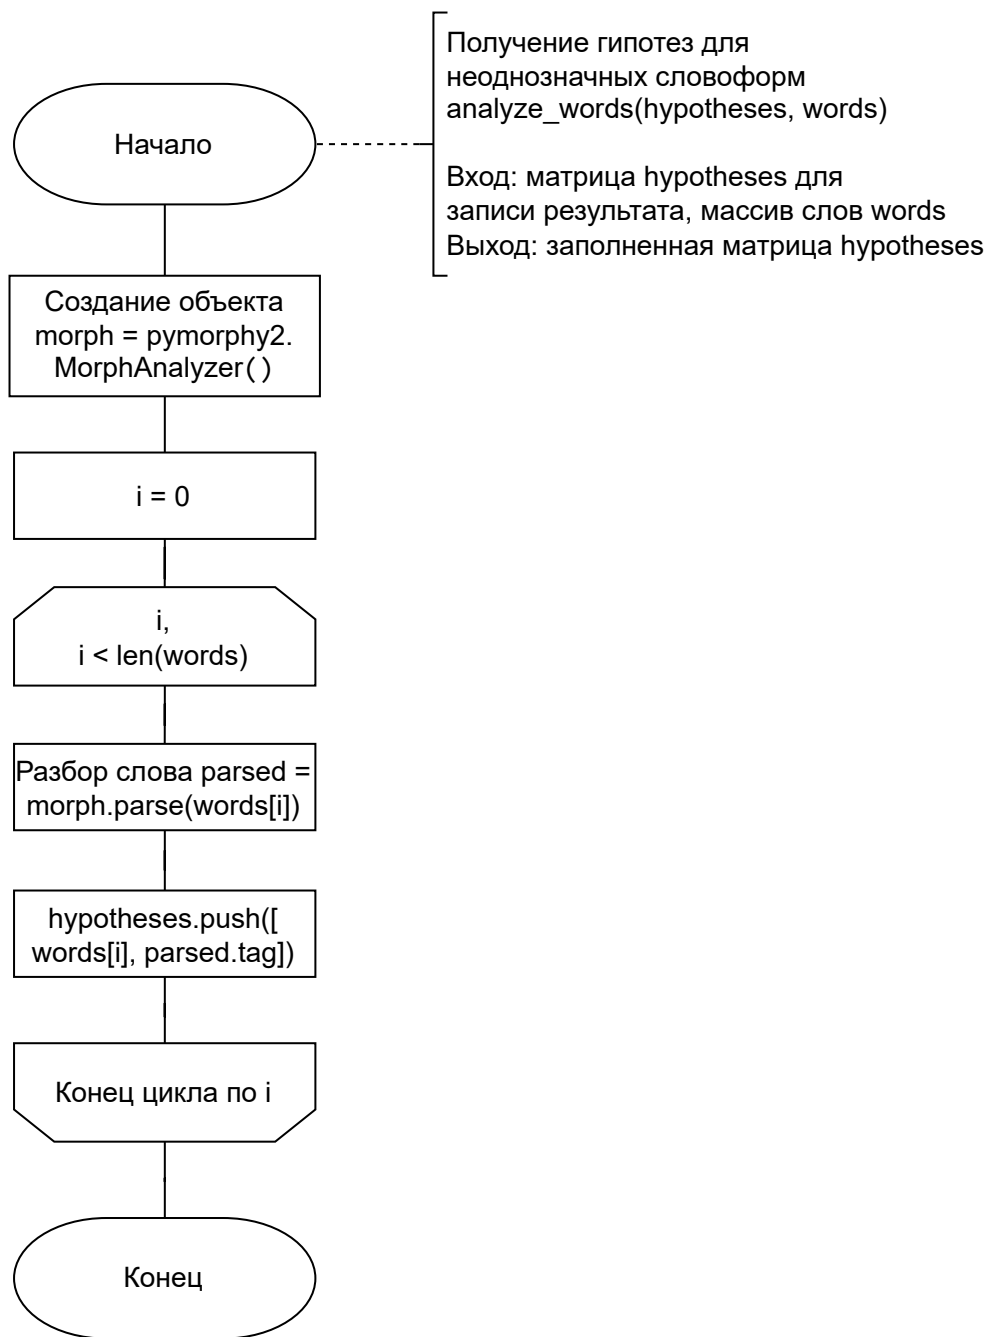 Получение гипотез для
неоднозначных словоформ
analyze_words(hypotheses, words)
Вход: матрица hypotheses для
записи результата, массив слов words
Выход: заполненная матрица hypotheses
Начало
Создание объекта
morph = pymorphy2.
MorphAnalyzer()
i = 0
i,
i < len(words)
Разбор слова parsed =
morph.parse(words[i])
hypotheses.push([
words[i], parsed.tag])
Конец цикла по i
Конец